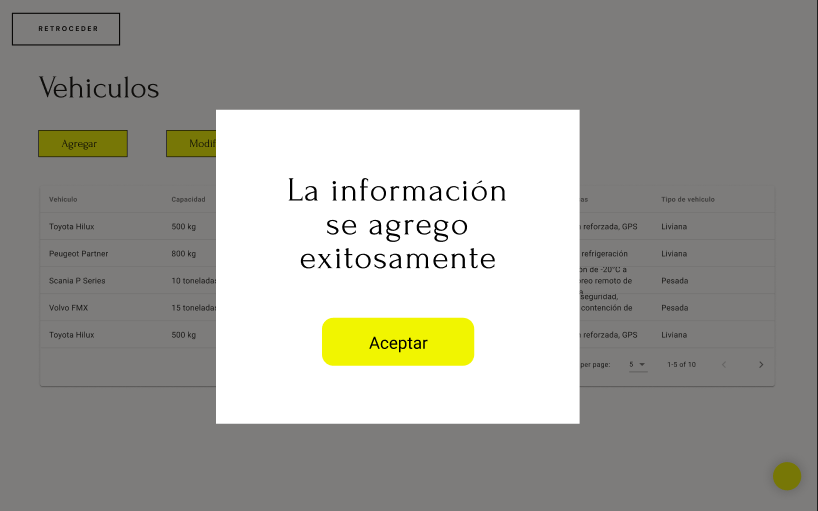 RETROCEDER
Vehiculos
Agregar
Modif
La información
se agrego
exitosamente
Aceptar
Vehículo Capacidad as Tipo de vehículo
Toyota Hilux 500 kg reforzada, GPS Liviana
Peugeot Partner 800 kg refrigeración Liviana
ón de -20°C a
Scania P Series 10 toneladas reo remoto de Pesada
seguridad,
Volvo FMX 15 toneladas contención de Pesada
Toyota Hilux 500 kg reforzada, GPS Liviana
per page: 5 1-5 of 10